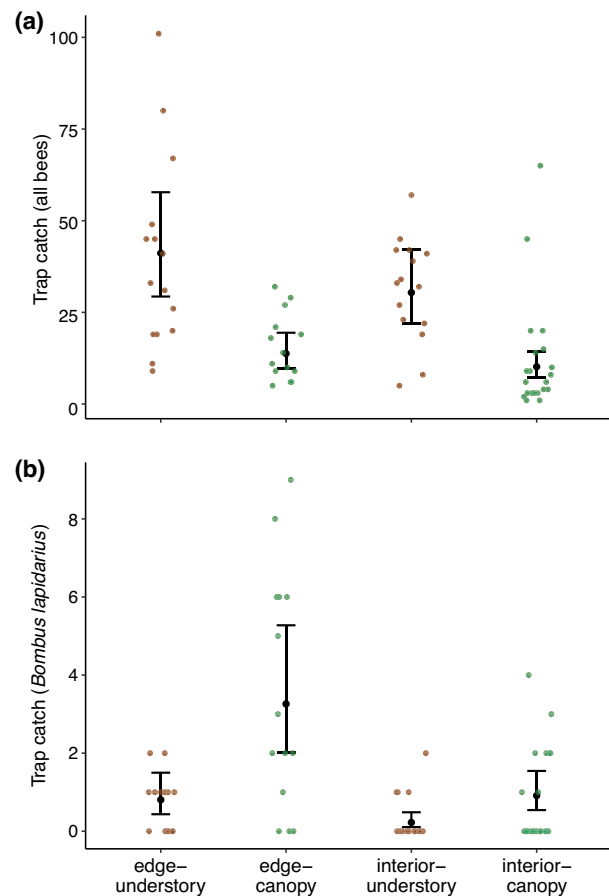 (a)
Trap catch (all bees)
100
75
50
25
0
(b)
Trap catch (Bombus lapidarius)
8
6
4
2
0
edge–
understory
edge–
canopy
interior–
understory
interior–
canopy